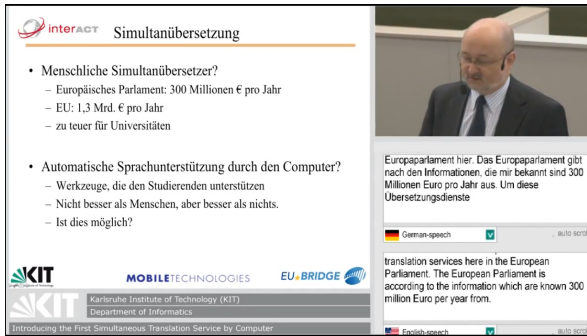 interACT
Simultanübersetzung
• Menschliche Simultanübersetzer?
– Europäisches Parlament: 300 Millionen € pro Jahr
– EU: 1,3 Mrd. € pro Jahr
– zu teuer für Universitäten
• Automatische Sprachunterstützung durch den Computer?
– Werkzeuge, die den Studierenden unterstützen
– Nicht besser als Menschen, aber besser als nichts.
– Ist dies möglich?
KIT
MOBILETECHNOLOGIES
EU-BRIDGE
KIT
Karlsruhe Institute of Technology (KIT)
Department of Informatics
Introducing the First Simultaneous Translation Service by Computer
Europaparlament hier. Das Europaparlament gibt
nach den Informationen, die mir bekannt sind 300
Millionen Euro pro Jahr aus. Um diese
Übersetzungsdienste
German-speech
auto scrol
translation services here in the European
Parliament. The European Parliament is
according to the information which are known 300
million Euro per year from.
English-speech
auto scrol